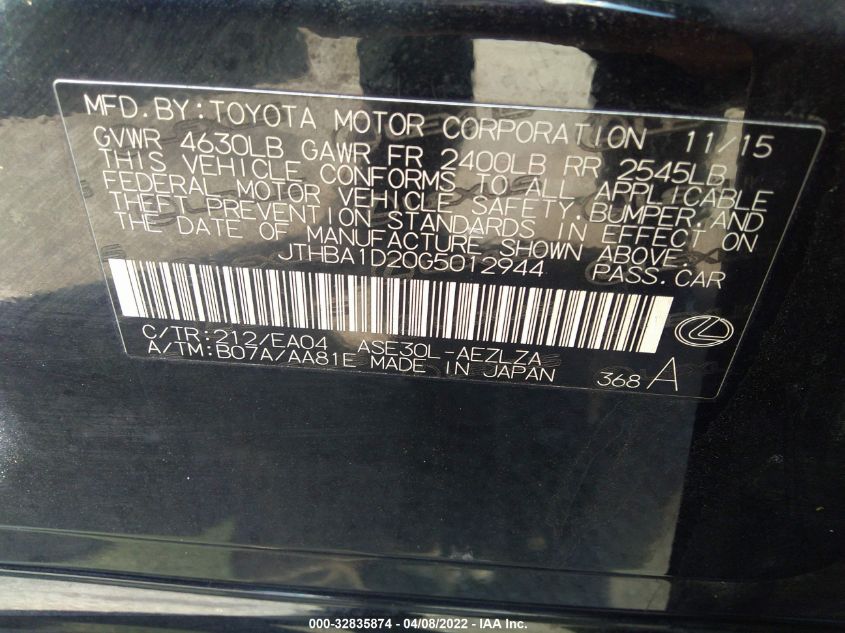 MFD.BY:TOYOTA MOTOR CORPORATION 11/15
GVWR 4630LB GAWR FR 2400LB RR 2545LB
THIS VEHICLE CONFORMS TO ALL APPLICABLE
FEDERAL MOTOR VEHICLE SAFETY,BUMPER,AND
THEFT PREVENTION STANDARDS IN EFFECT ON
THE DATE OF MANUFACTURE SHOWN ABOVE.
JTHBA1D20G5012944 PASS.CAR
C/TR:212/EA04 ASE30L-AEZLZA
A/TM:B07A/AA81E MADE IN JAPAN 368 A
000-32835874 - 04/08/2022 - IAA Inc.